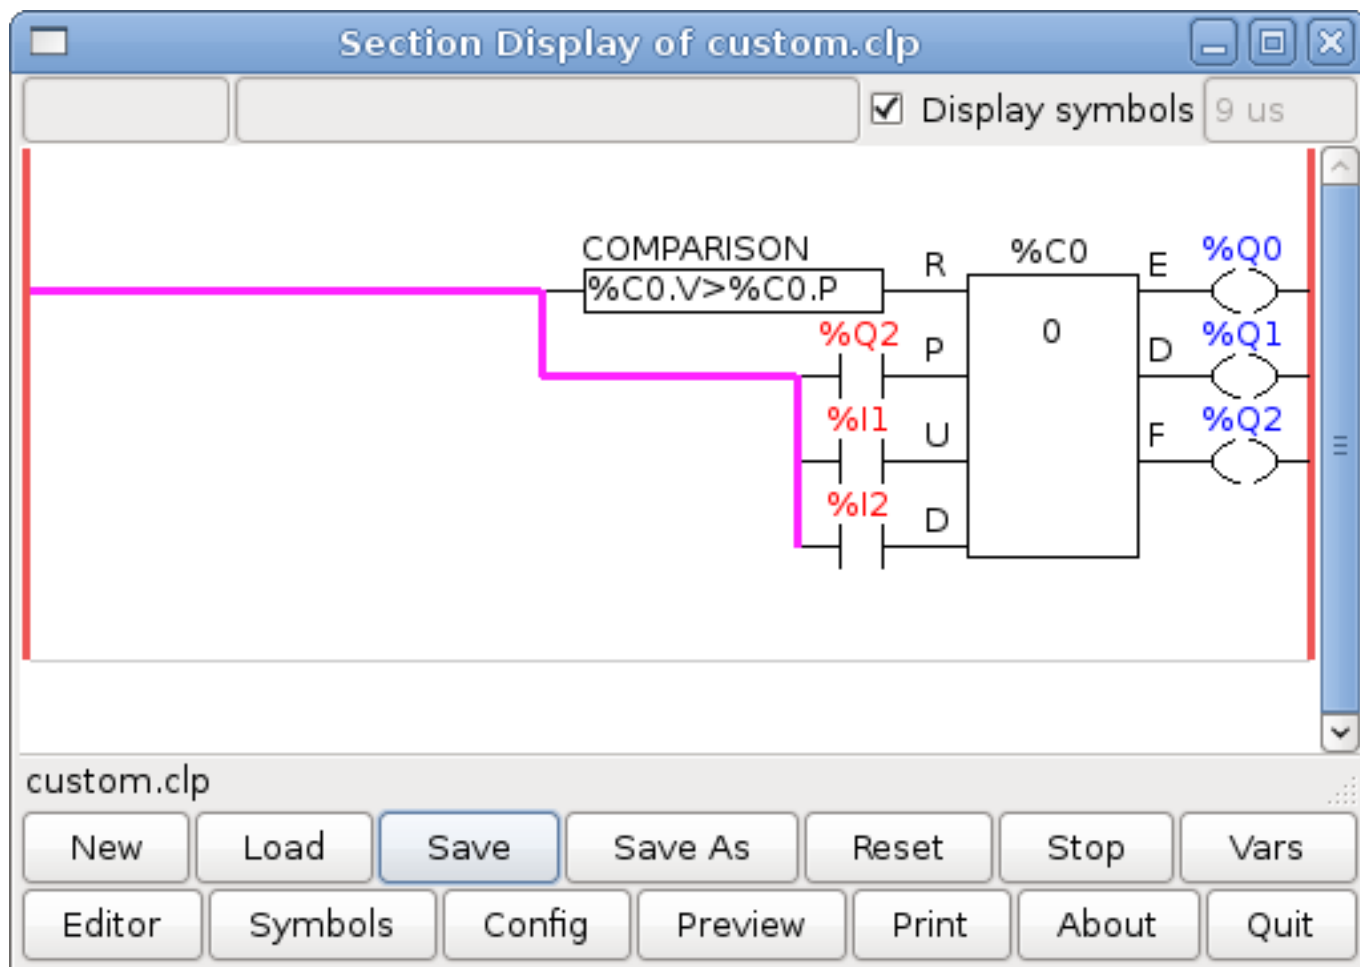 Section Display of custom.clp
Display symbols 9 us
COMPARISON R %C0 E %Q0
%C0.V>%C0.P
%Q2 P 0 D %Q1
%I1 U F %Q2
%I2 D
custom.clp
New Load Save Save As Reset Stop Vars
Editor Symbols Config Preview Print About Quit